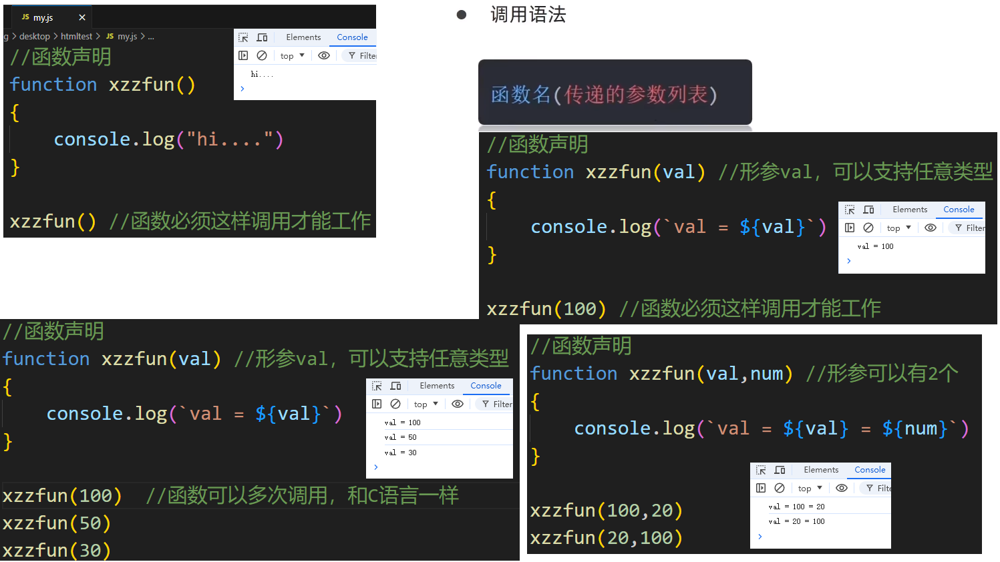 JS my.js ×
g > desktop > htmltest > JS my.js > ...
//函数声明
function xzzfun()
{
console.log("hi....")
}
xzzfun() //函数必须这样调用才能工作
Elements Console
top ▼ Filter
hi....
>
● 调用语法
函数名(传递的参数列表)
//函数声明
function xzzfun(val) //形参val，可以支持任意类型
{
console.log(`val = ${val}`)
}
xzzfun(100) //函数必须这样调用才能工作
Elements Console
top ▼ Filter
val = 100
>
//函数声明
function xzzfun(val) //形参val，可以支持任意类型
{
console.log(`val = ${val}`)
}
xzzfun(100) //函数可以多次调用，和C语言一样
xzzfun(50)
xzzfun(30)
Elements Console
top ▼ Filter
val = 100
val = 50
val = 30
>
//函数声明
function xzzfun(val,num) //形参可以有2个
{
console.log(`val = ${val} = ${num}`)
}
xzzfun(100,20)
xzzfun(20,100)
Elements Console
top ▼ Filte
val = 100 = 20
val = 20 = 100
>